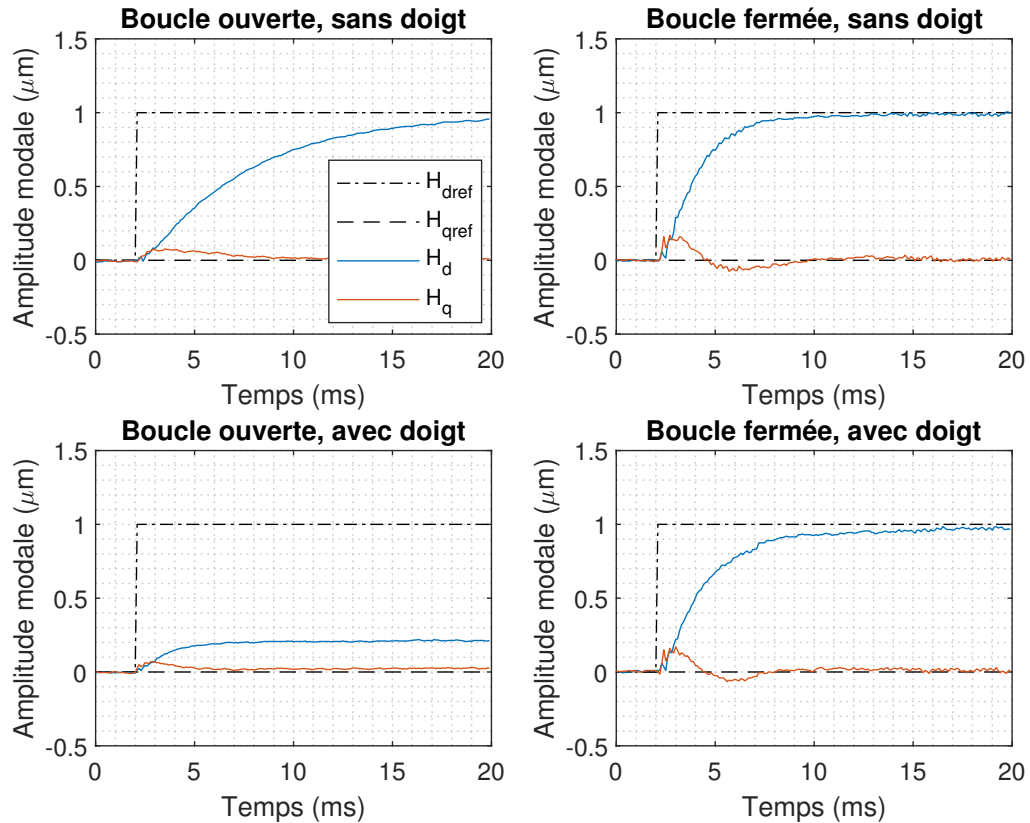 Boucle ouverte, sans doigt
Amplitude modale (μm)
1.5
1
0.5
0
-0.5
0 5 10 15 20
Temps (ms)
H_dref
H_qref
H_d
H_q
Boucle fermée, sans doigt
Amplitude modale (μm)
1.5
1
0.5
0
-0.5
0 5 10 15 20
Temps (ms)
Boucle ouverte, avec doigt
Amplitude modale (μm)
1.5
1
0.5
0
-0.5
0 5 10 15 20
Temps (ms)
Boucle fermée, avec doigt
Amplitude modale (μm)
1.5
1
0.5
0
-0.5
0 5 10 15 20
Temps (ms)